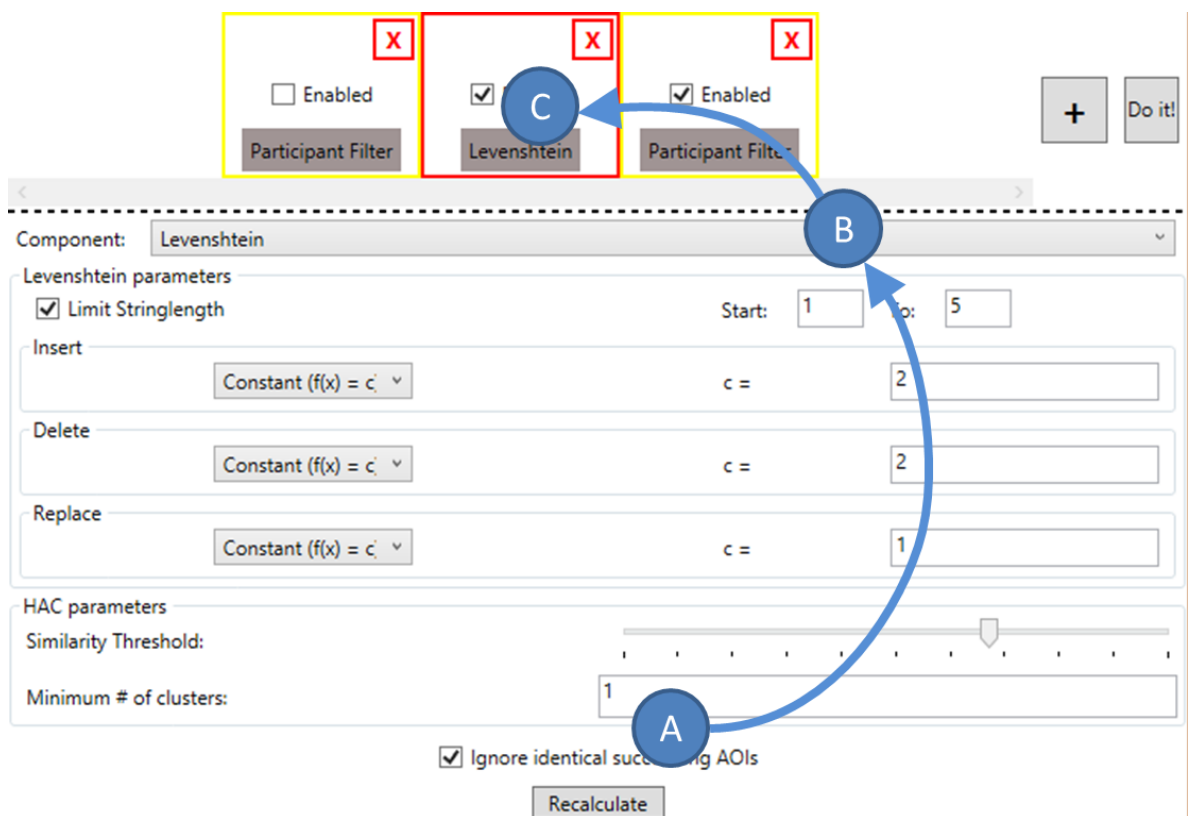 X X X
Enabled Enabled
Participant Filter Levenshtein Participant Filter
+ Do it!
Component: Levenshtein
Levenshtein parameters
Limit Stringlength Start: 1 To: 5
Insert
Constant (f(x) = c) c = 2
Delete
Constant (f(x) = c) c = 2
Replace
Constant (f(x) = c) c = 1
HAC parameters
Similarity Threshold:
Minimum # of clusters: 1
Ignore identical succeeding AOIs
Recalculate
C
B
A